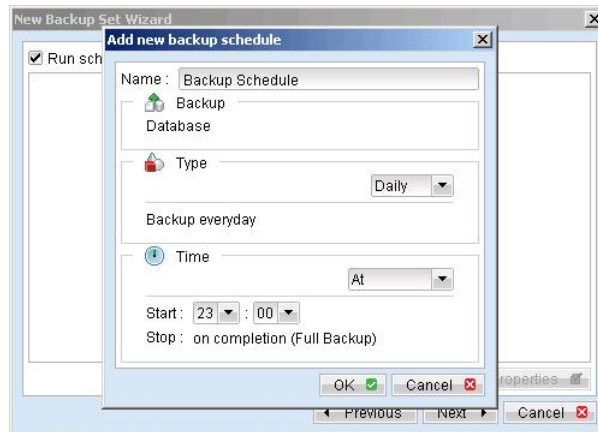 New Backup Set Wizard
Add new backup schedule
Run sch
Name : Backup Schedule
Backup
Database
Type
Daily
Backup everyday
Time
At
Start : 23 : 00
Stop : on completion (Full Backup)
OK Cancel
roperties
Previous Next Cancel